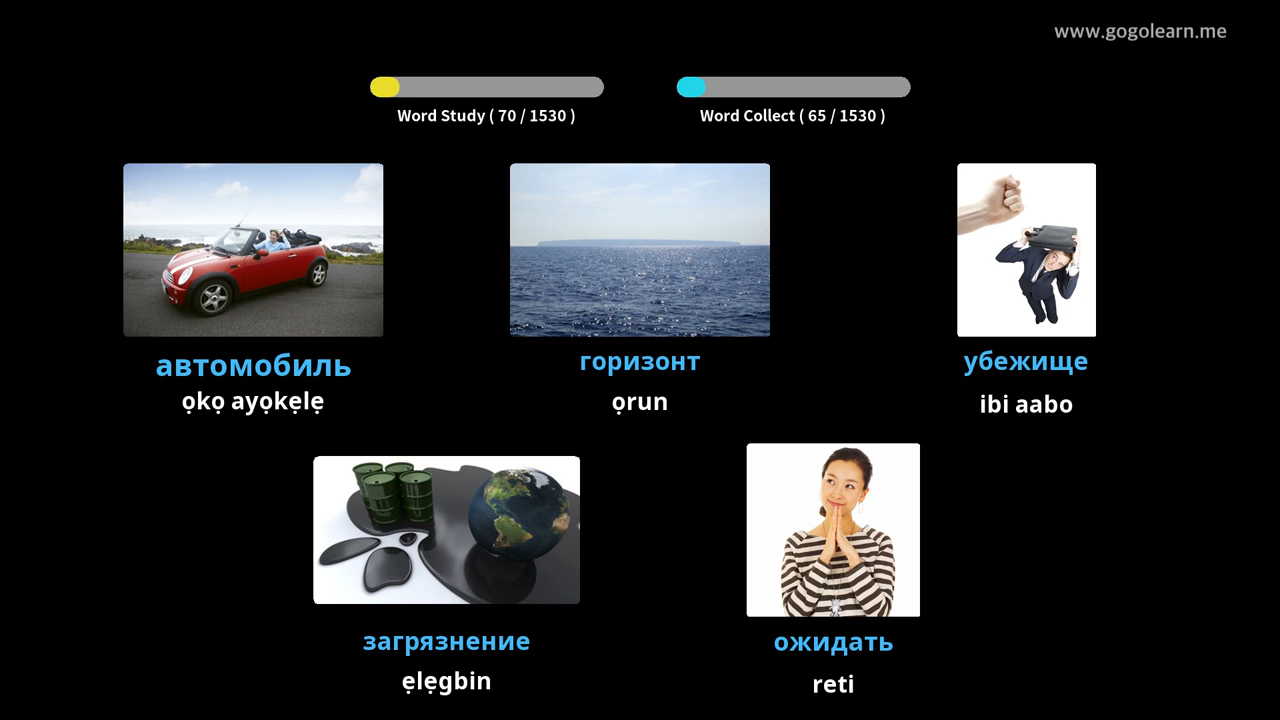 www.gogolearn.me
Word Study ( 70 / 1530 )
Word Collect ( 65 / 1530 )
автомобиль
ọkọ ayọkẹlẹ
горизонт
ọrun
убежище
ibi aabo
загрязнение
ẹlẹgbin
ожидать
reti